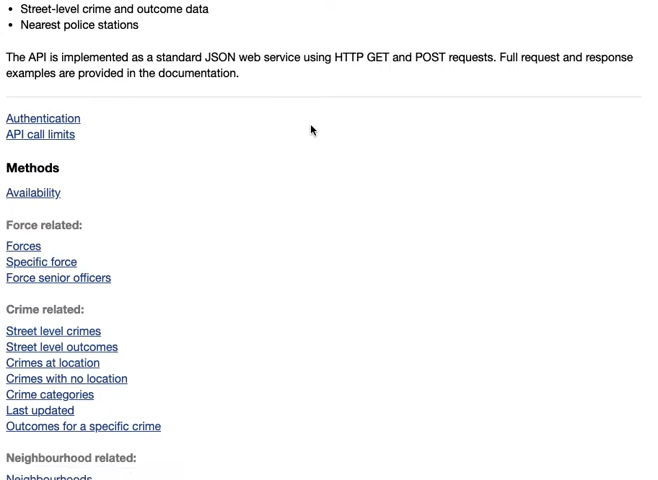 • Street-level crime and outcome data
• Nearest police stations
The API is implemented as a standard JSON web service using HTTP GET and POST requests. Full request and response
examples are provided in the documentation.
Authentication
API call limits
Methods
Availability
Force related:
Forces
Specific force
Force senior officers
Crime related:
Street level crimes
Street level outcomes
Crimes at location
Crimes with no location
Crime categories
Last updated
Outcomes for a specific crime
Neighbourhood related:
Neighbourhoods